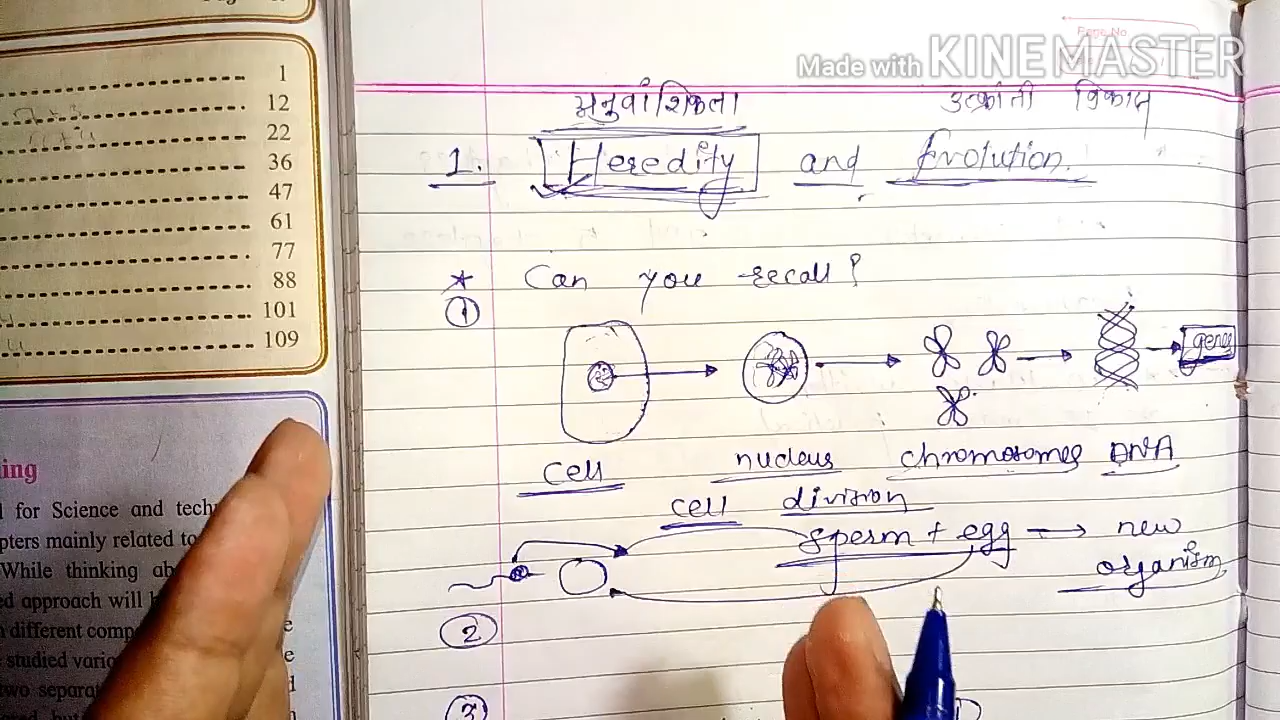 Made with KINEMASTER
Page No.
1
12
22
36
47
61
77
88
101
109
अनुवांशिकता उत्क्रांती विकास
1. Heredity and Evolution.
* Can you recall?
①
genes
cell nucleus chromosomes DNA
cell division
sperm + egg → new
organism
②
③
ing
for Science and tech
pters mainly related to
While thinking ab
ed approach will
different comp
studied vario
two separa